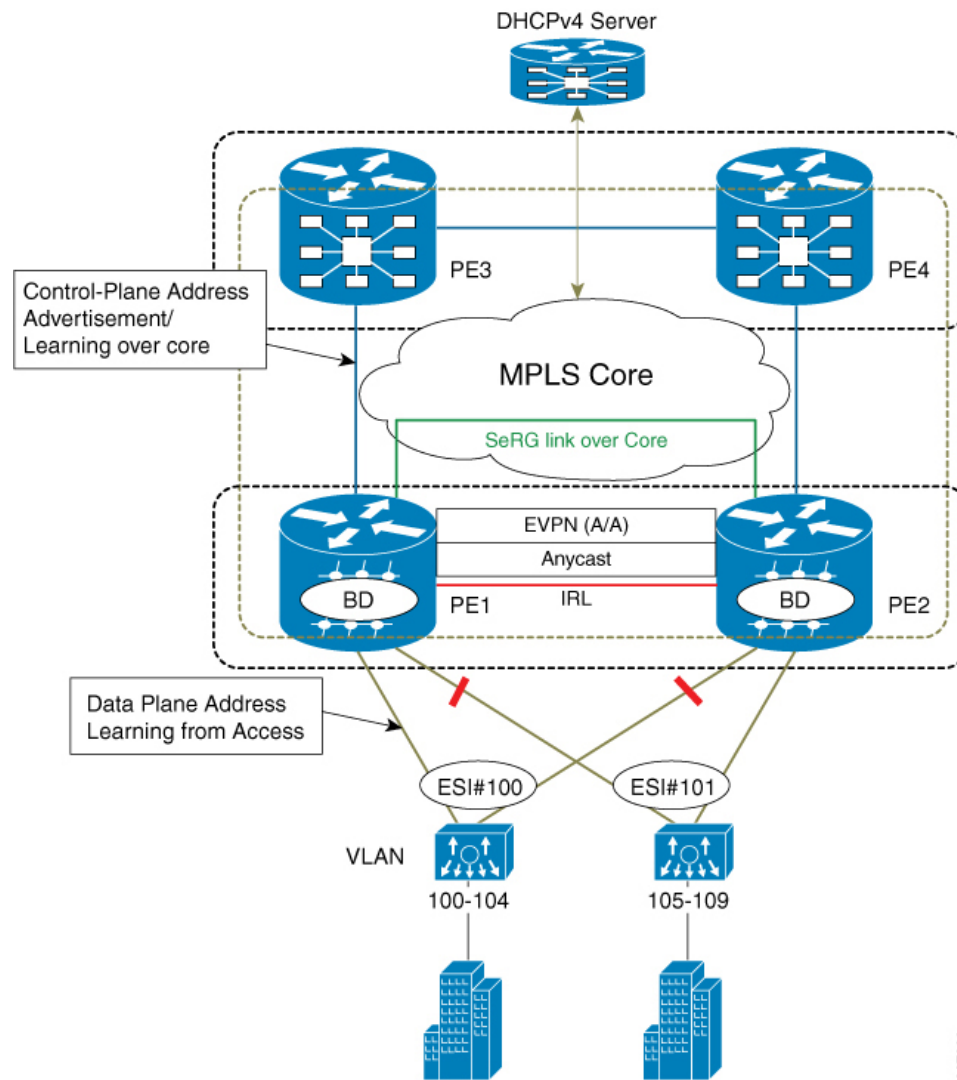 DHCPv4 Server
PE3
PE4
Control-Plane Address
Advertisement/
Learning over core
MPLS Core
SeRG link over Core
EVPN (A/A)
Anycast
IRL
BD
PE1
BD
PE2
Data Plane Address
Learning from Access
ESI#100
ESI#101
VLAN
100-104
105-109